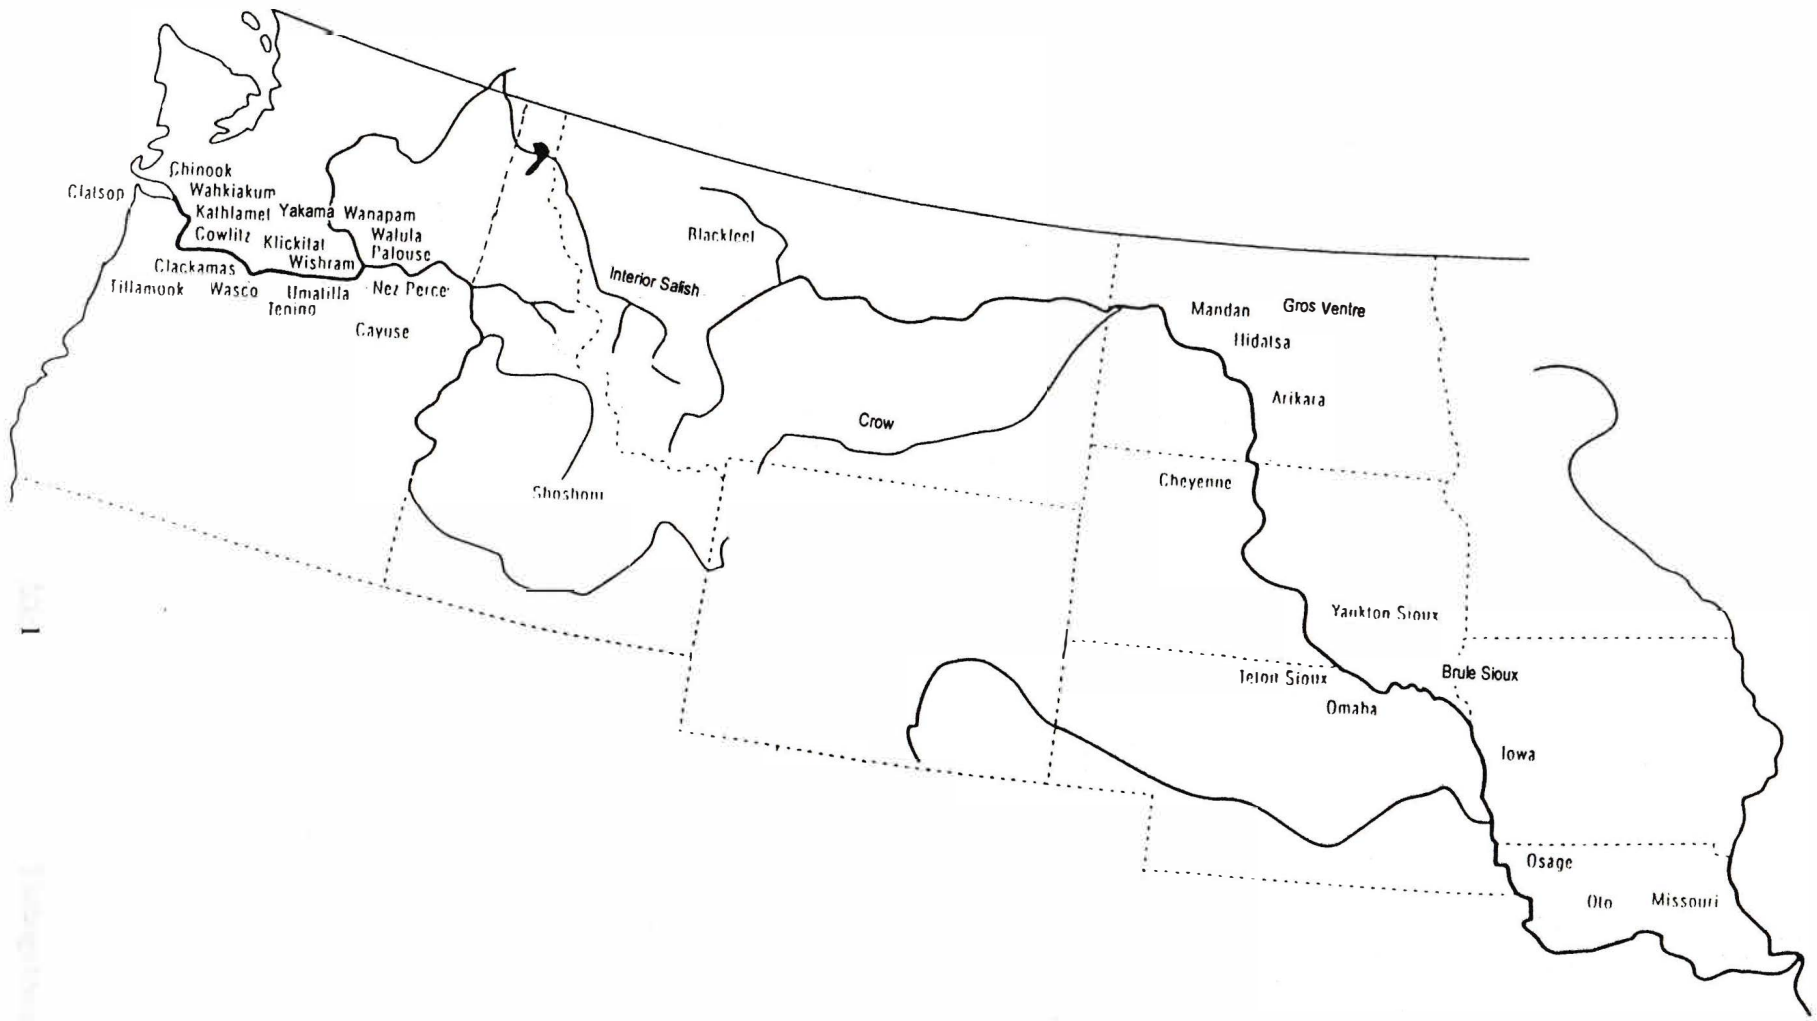 Chinook
Clatsop
Wahkiakum
Kathlamet
Yakama
Wanapam
Cowlitz
Klickitat
Walula
Palouse
Wishram
Clackamas
Tillamook
Wasco
Umatilla
Nez Perce
Tenino
Cayuse
Blackfeet
Interior Salish
Mandan
Gros Ventre
Hidatsa
Arikara
Crow
Cheyenne
Shoshoni
Yankton Sioux
Teton Sioux
Brule Sioux
Omaha
Iowa
Osage
Oto
Missouri